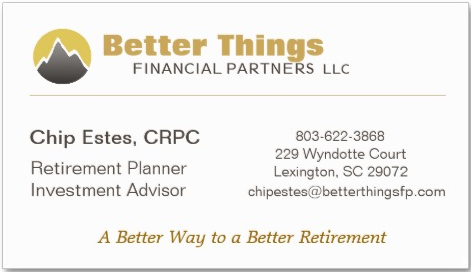 Better Things
FINANCIAL PARTNERS LLC
Chip Estes, CRPC
Retirement Planner
Investment Advisor
803-622-3868
229 Wyndotte Court
Lexington, SC 29072
chipestes@betterthingsfp.com
A Better Way to a Better Retirement